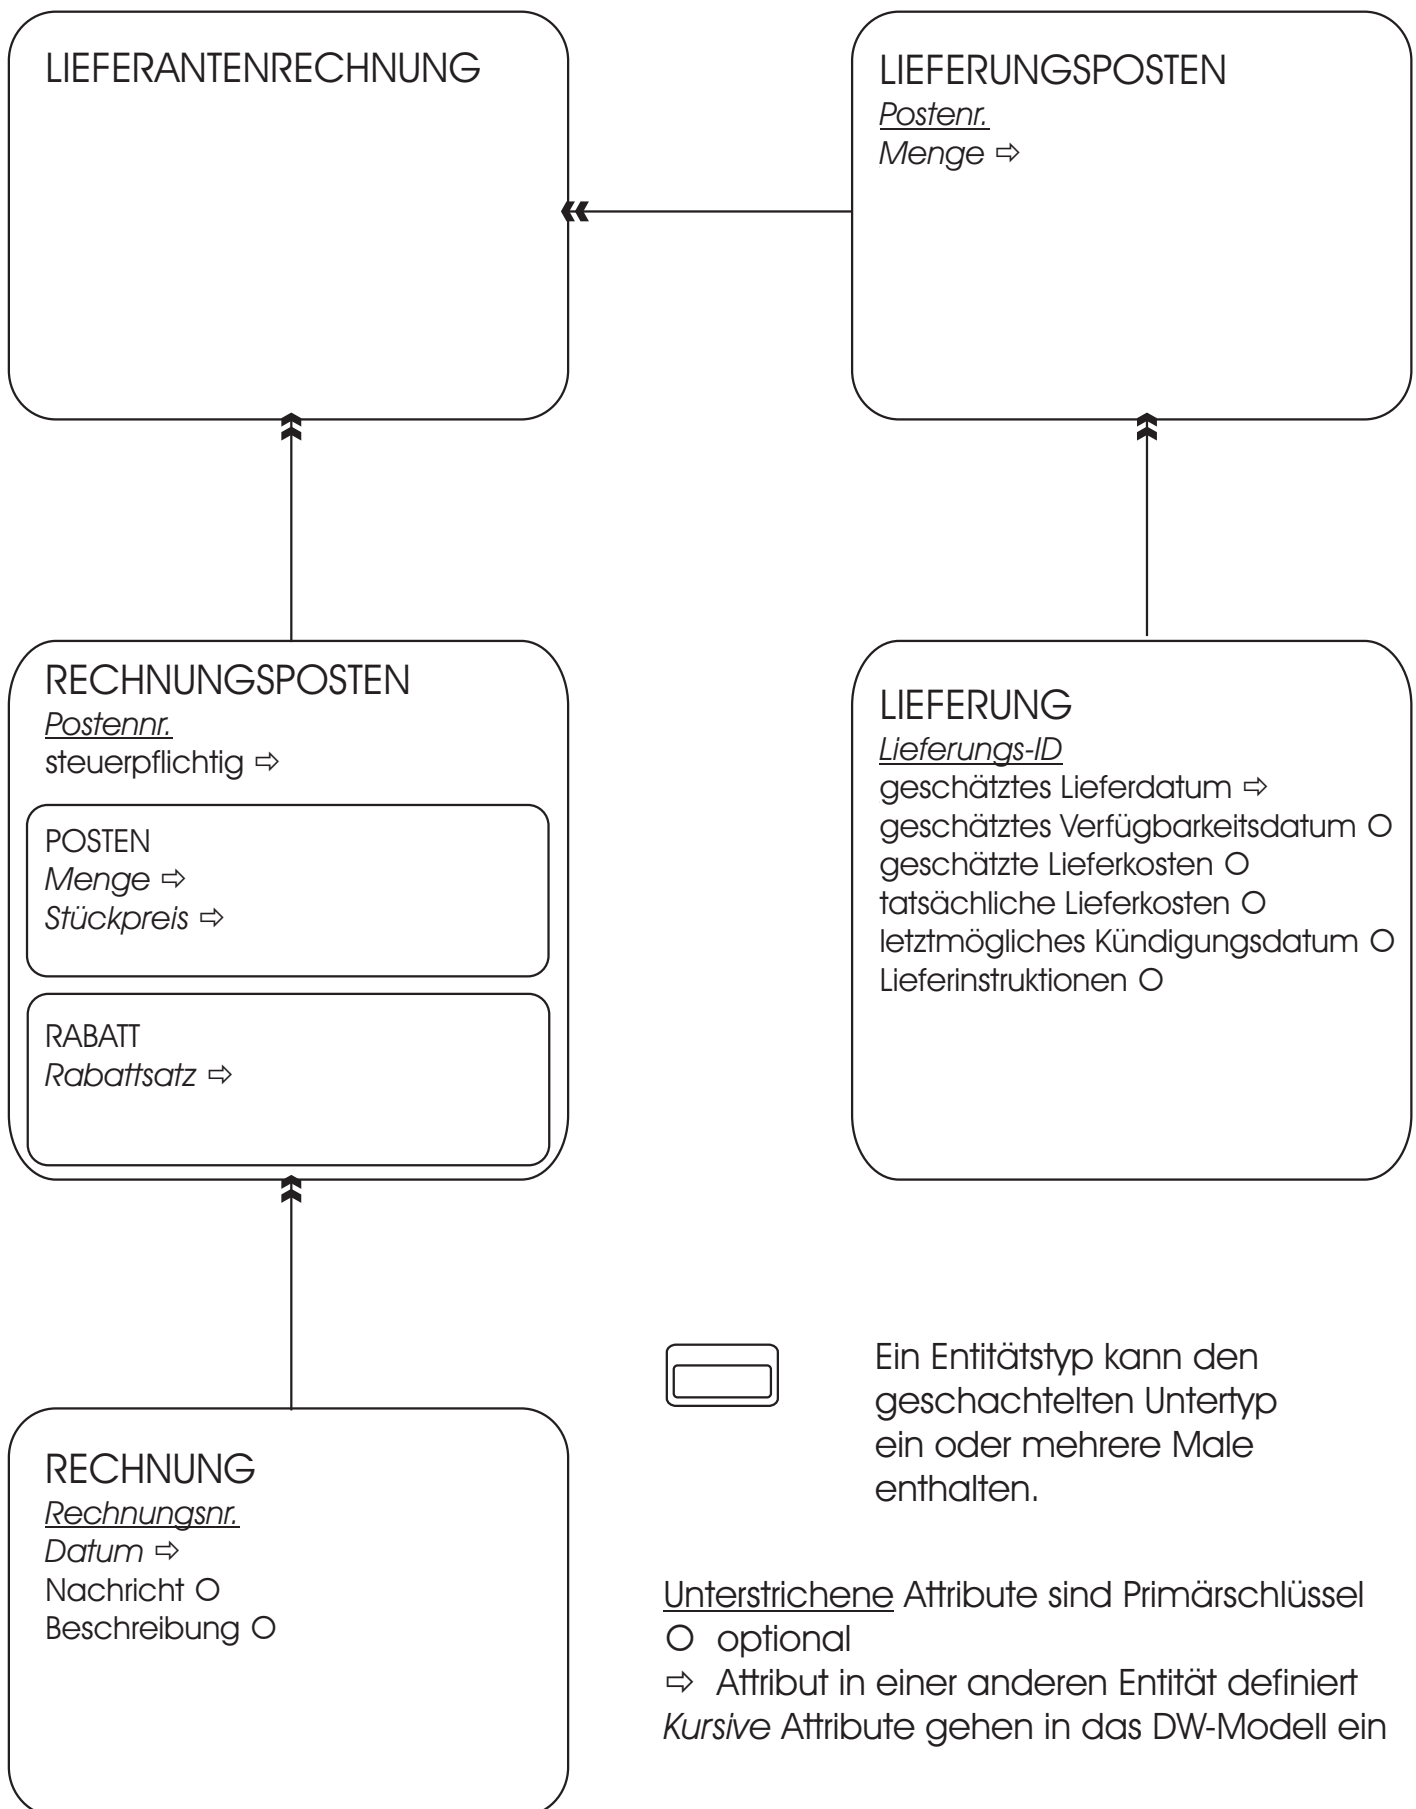 LIEFERANTENRECHNUNG
LIEFERUNGSPOSTEN
Postenr.
Menge ⇨
RECHNUNGSPOSTEN
Postennr.
steuerpflichtig ⇨
POSTEN
Menge ⇨
Stückpreis ⇨
RABATT
Rabattsatz ⇨
LIEFERUNG
Lieferungs-ID
geschätztes Lieferdatum ⇨
geschätztes Verfügbarkeitsdatum O
geschätzte Lieferkosten O
tatsächliche Lieferkosten O
letztmögliches Kündigungsdatum O
Lieferinstruktionen O
RECHNUNG
Rechnungsnr.
Datum ⇨
Nachricht O
Beschreibung O
Ein Entitätstyp kann den
geschachtelten Untertyp
ein oder mehrere Male
enthalten.
Unterstrichene Attribute sind Primärschlüssel
O optional
⇨ Attribut in einer anderen Entität definiert
Kursive Attribute gehen in das DW-Modell ein